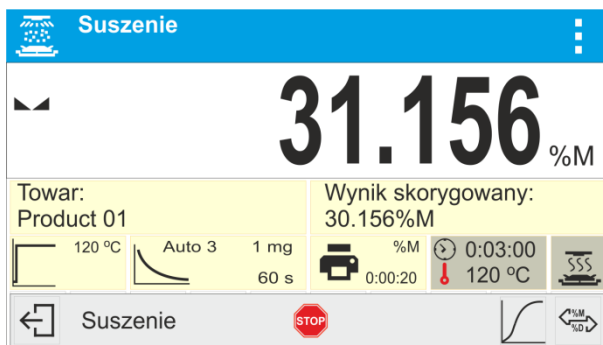 Suszenie
31.156 %M
Towar:
Product 01
Wynik skorygowany:
30.156%M
120 ºC
Auto 3 1 mg
60 s
%M
0:00:20
0:03:00
120 ºC
Suszenie
STOP
%M
%D